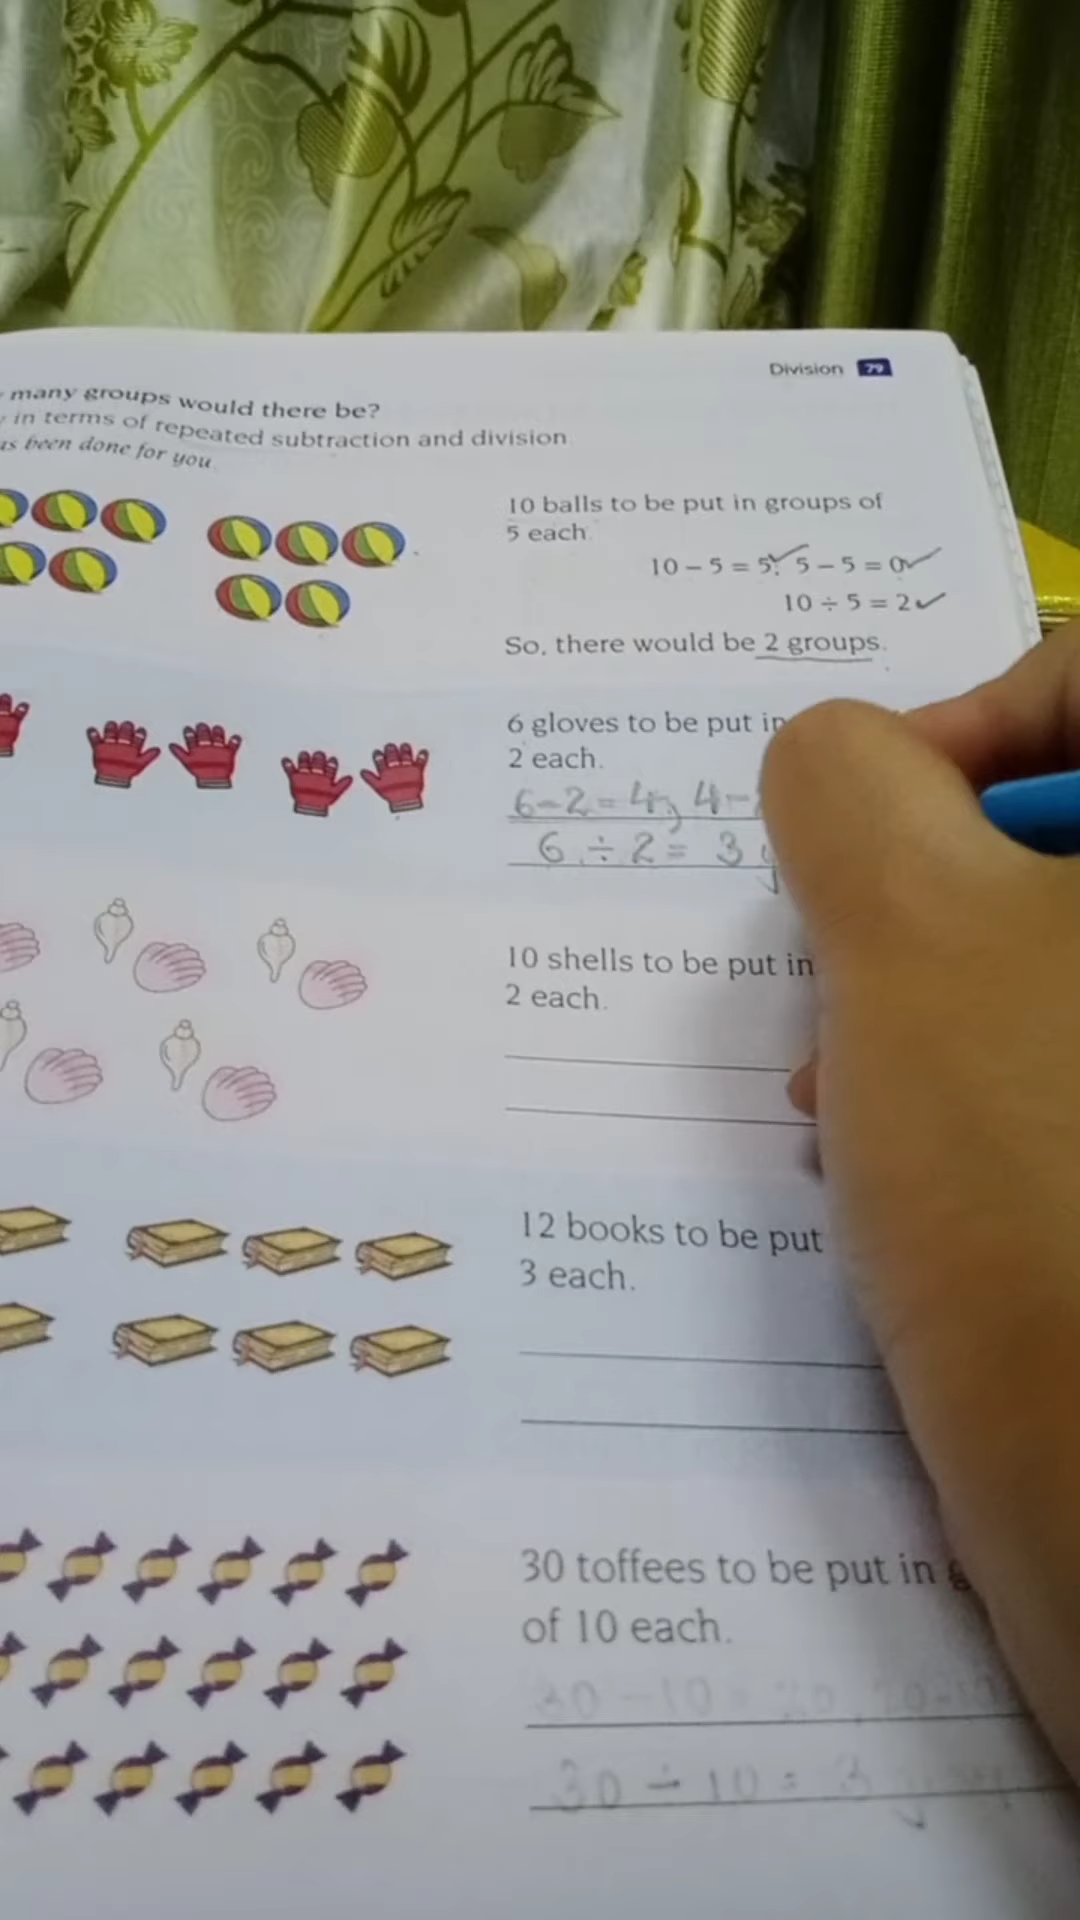 Division 79
many groups would there be?
in terms of repeated subtraction and division.
been done for you.
10 balls to be put in groups of
5 each.
10 – 5 = 5, 5 – 5 = 0
10 ÷ 5 = 2
So, there would be 2 groups.
6 gloves to be put in
2 each.
6-2=4, 4-
6 ÷ 2 = 3
10 shells to be put in
2 each.
12 books to be put
3 each.
30 toffees to be put in
of 10 each.
30 - 10 = 20, 20-10
30 ÷ 10 = 3